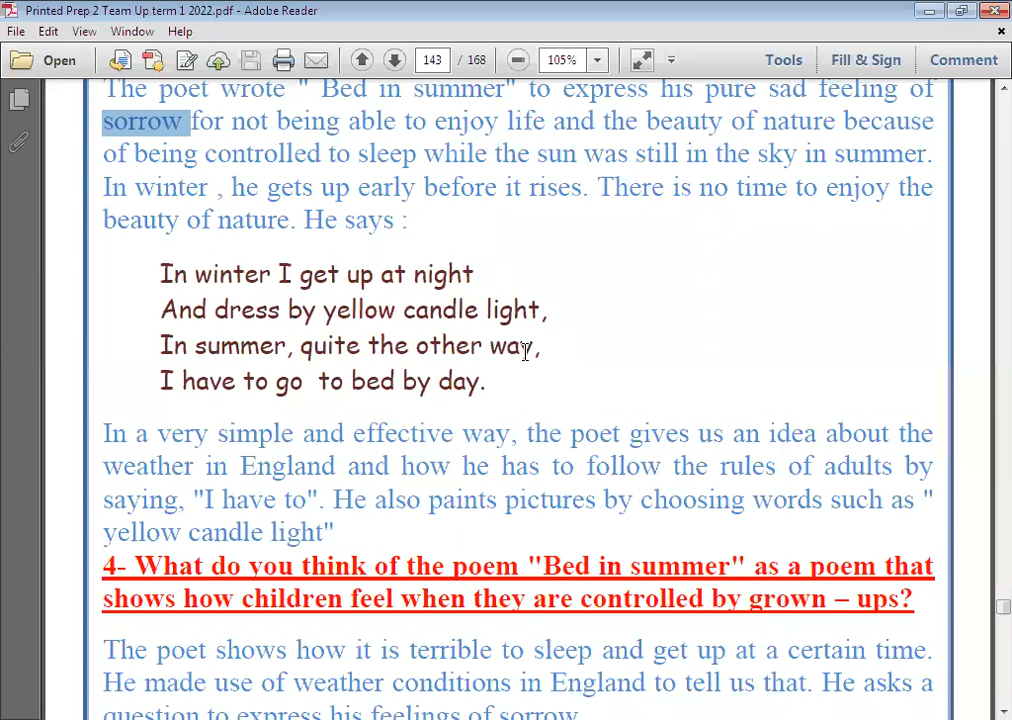 Printed Prep 2 Team Up.term 1 2022.pdf - Adobe Reader
File Edit View Window Help
Open 143 / 168 105% Tools Fill & Sign Comment
The poet wrote " Bed in summer" to express his pure sad feeling of
sorrow for not being able to enjoy life and the beauty of nature because
of being controlled to sleep while the sun was still in the sky in summer.
In winter , he gets up early before it rises. There is no time to enjoy the
beauty of nature. He says :
In winter I get up at night
And dress by yellow candle light,
In summer, quite the other way,
I have to go to bed by day.
In a very simple and effective way, the poet gives us an idea about the
weather in England and how he has to follow the rules of adults by
saying, "I have to". He also paints pictures by choosing words such as "
yellow candle light"
4- What do you think of the poem "Bed in summer" as a poem that
shows how children feel when they are controlled by grown – ups?
The poet shows how it is terrible to sleep and get up at a certain time.
He made use of weather conditions in England to tell us that. He asks a
question to express his feelings of sorrow.